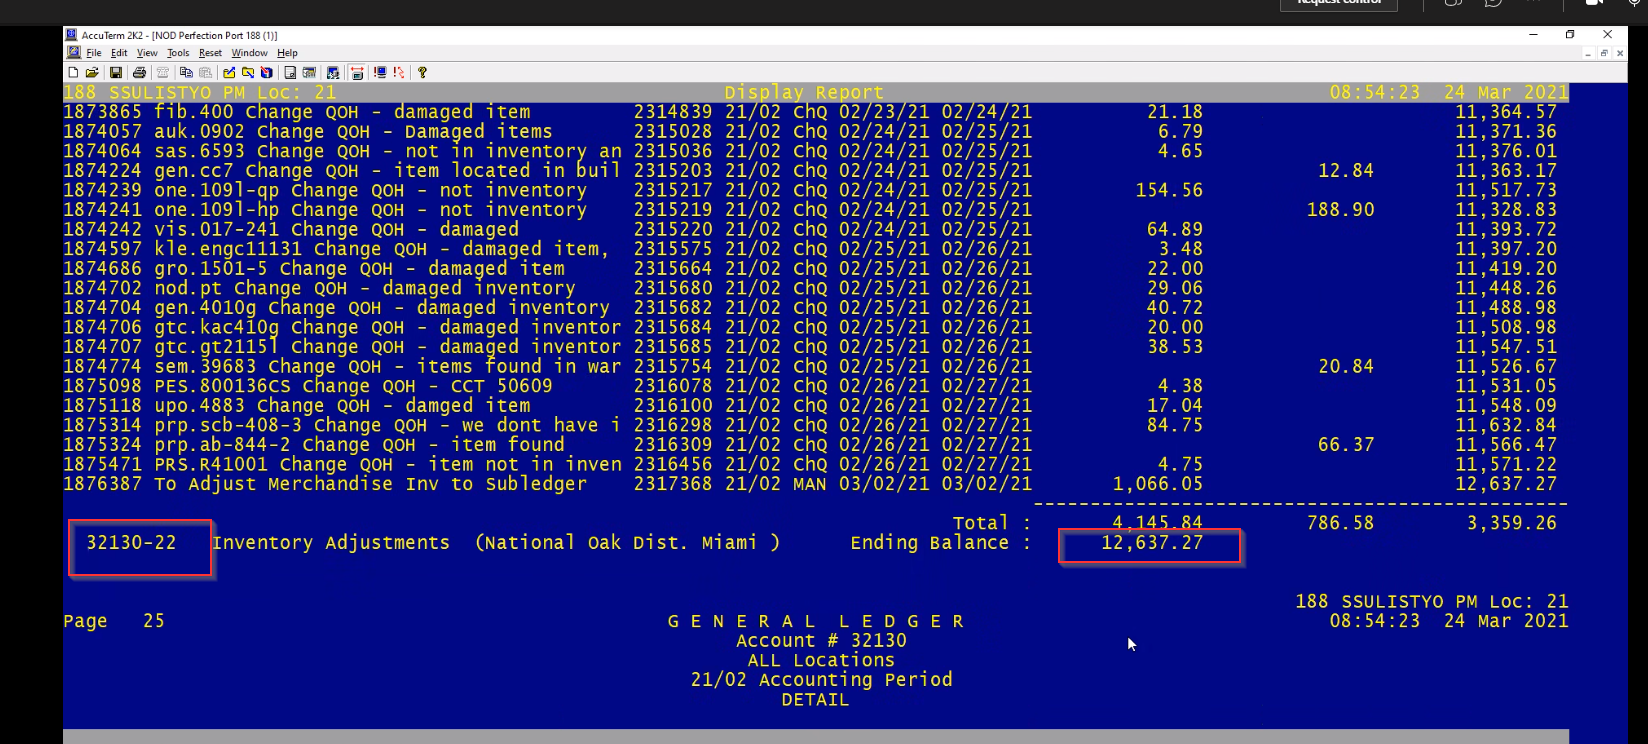 Request control
AccuTerm 2K2 - [NOD Perfection Port 188 (1)]
File Edit View Tools Reset Window Help
188 SSULISTYO PM Loc: 21 Display Report 08:54:23 24 Mar 2021
1873865 fib.400 Change QOH - damaged item 2314839 21/02 ChQ 02/23/21 02/24/21 21.18 11,364.57
1874057 auk.0902 Change QOH - Damaged items 2315028 21/02 ChQ 02/24/21 02/25/21 6.79 11,371.36
1874064 sas.6593 Change QOH - not in inventory an 2315036 21/02 ChQ 02/24/21 02/25/21 4.65 11,376.01
1874224 gen.cc7 Change QOH - item located in buil 2315203 21/02 ChQ 02/24/21 02/25/21 12.84 11,363.17
1874239 one.109l-qp Change QOH - not inventory 2315217 21/02 ChQ 02/24/21 02/25/21 154.56 11,517.73
1874241 one.109l-hp Change QOH - not inventory 2315219 21/02 ChQ 02/24/21 02/25/21 188.90 11,328.83
1874242 vis.017-241 Change QOH - damaged 2315220 21/02 ChQ 02/24/21 02/25/21 64.89 11,393.72
1874597 kle.engc11131 Change QOH - damaged item, 2315575 21/02 ChQ 02/25/21 02/26/21 3.48 11,397.20
1874686 gro.1501-5 Change QOH - damaged item 2315664 21/02 ChQ 02/25/21 02/26/21 22.00 11,419.20
1874702 nod.pt Change QOH - damaged inventory 2315680 21/02 ChQ 02/25/21 02/26/21 29.06 11,448.26
1874704 gen.4010g Change QOH - damaged inventory 2315682 21/02 ChQ 02/25/21 02/26/21 40.72 11,488.98
1874706 gtc.kac410g Change QOH - damaged inventor 2315684 21/02 ChQ 02/25/21 02/26/21 20.00 11,508.98
1874707 gtc.gt2115l Change QOH - damaged inventor 2315685 21/02 ChQ 02/25/21 02/26/21 38.53 11,547.51
1874774 sem.39683 Change QOH - items found in war 2315754 21/02 ChQ 02/25/21 02/26/21 20.84 11,526.67
1875098 PES.800136CS Change QOH - CCT 50609 2316078 21/02 ChQ 02/26/21 02/27/21 4.38 11,531.05
1875118 upo.4883 Change QOH - damged item 2316100 21/02 ChQ 02/26/21 02/27/21 17.04 11,548.09
1875314 prp.scb-408-3 Change QOH - we dont have i 2316298 21/02 ChQ 02/26/21 02/27/21 84.75 11,632.84
1875324 prp.ab-844-2 Change QOH - item found 2316309 21/02 ChQ 02/26/21 02/27/21 66.37 11,566.47
1875471 PRS.R41001 Change QOH - item not in inven 2316456 21/02 ChQ 02/26/21 02/27/21 4.75 11,571.22
1876387 To Adjust Merchandise Inv to Subledger 2317368 21/02 MAN 03/02/21 03/02/21 1,066.05 12,637.27
Total : 4,145.84 786.58 3,359.26
32130-22 Inventory Adjustments (National Oak Dist. Miami ) Ending Balance : 12,637.27
188 SSULISTYO PM Loc: 21
Page 25 G E N E R A L L E D G E R 08:54:23 24 Mar 2021
Account # 32130
ALL Locations
21/02 Accounting Period
DETAIL